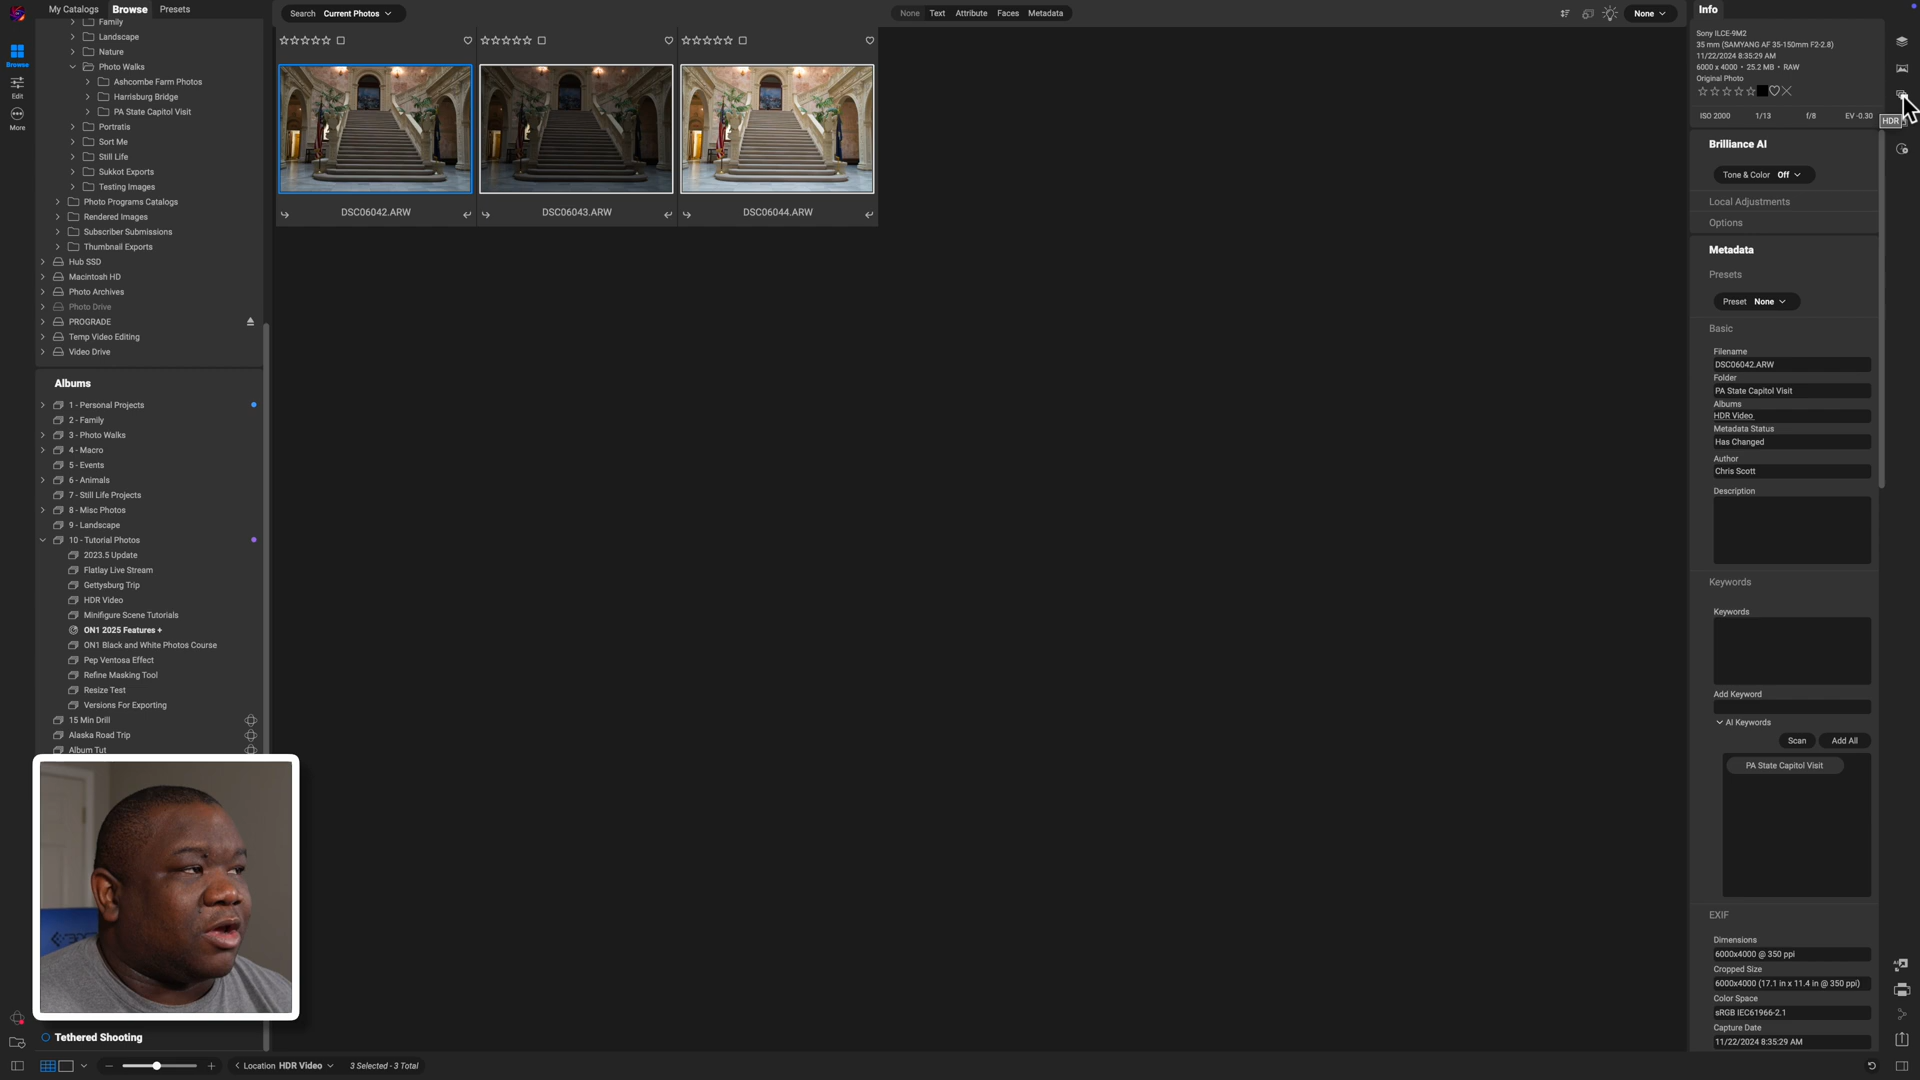 My Catalogs
Browse
Presets
Search Current Photos
None Text Attribute Faces Metadata
None
Info
Browse
Edit
More
Family
Landscape
Nature
Photo Walks
Ashcombe Farm Photos
Harrisburg Bridge
PA State Capitol Visit
Portratis
Sort Me
Still Life
Sukkot Exports
Testing Images
Photo Programs Catalogs
Rendered Images
Subscriber Submissions
Thumbnail Exports
Hub SSD
Macintosh HD
Photo Archives
Photo Drive
PROGRADE
Temp Video Editing
Video Drive
Albums
1 - Personal Projects
2 - Family
3 - Photo Walks
4 - Macro
5 - Events
6 - Animals
7 - Still Life Projects
8 - Misc Photos
9 - Landscape
10 - Tutorial Photos
2023.5 Update
Flatlay Live Stream
Gettysburg Trip
HDR Video
Minifigure Scene Tutorials
ON1 2025 Features +
ON1 Black and White Photos Course
Pep Ventosa Effect
Refine Masking Tool
Resize Test
Versions For Exporting
15 Min Drill
Alaska Road Trip
Album Tut
Tethered Shooting
DSC06042.ARW
DSC06043.ARW
DSC06044.ARW
Location HDR Video
3 Selected - 3 Total
Sony ILCE-9M2
35 mm (SAMYANG AF 35-150mm F2-2.8)
11/22/2024 8:35:29 AM
6000 x 4000 • 25.2 MB • RAW
Original Photo
ISO 2000 1/13 f/8 EV -0.30
HDR
Brilliance AI
Tone & Color Off
Local Adjustments
Options
Metadata
Presets
Preset None
Basic
Filename
DSC06042.ARW
Folder
PA State Capitol Visit
Albums
HDR Video
Metadata Status
Has Changed
Author
Chris Scott
Description
Keywords
Keywords
Add Keyword
AI Keywords
Scan Add All
PA State Capitol Visit
EXIF
Dimensions
6000x4000 @ 350 ppi
Cropped Size
6000x4000 (17.1 in x 11.4 in @ 350 ppi)
Color Space
sRGB IEC61966-2.1
Capture Date
11/22/2024 8:35:29 AM